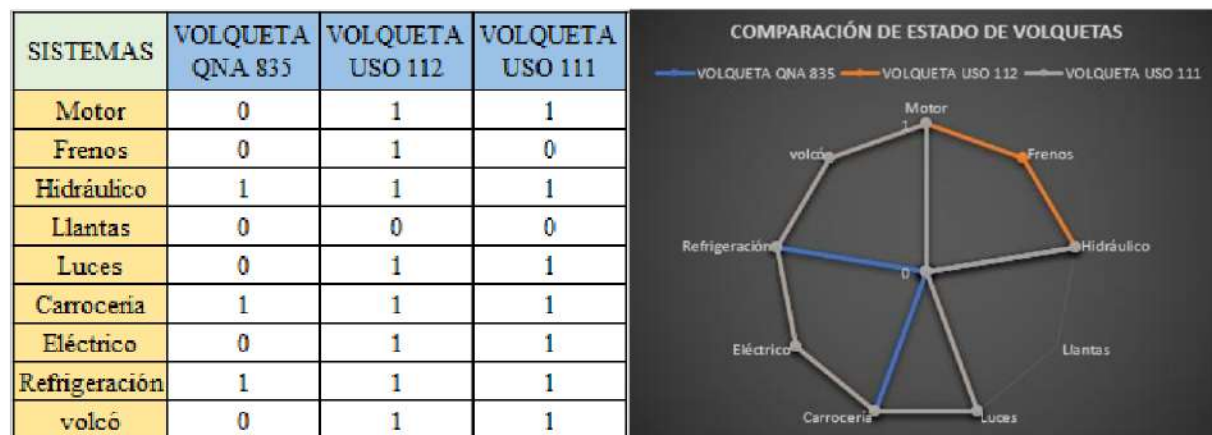 SISTEMAS VOLQUETA QNA 835 VOLQUETA USO 112 VOLQUETA USO 111
Motor 0 1 1
Frenos 0 1 0
Hidráulico 1 1 1
Llantas 0 0 0
Luces 0 1 1
Carrocería 1 1 1
Eléctrico 0 1 1
Refrigeración 1 1 1
volcó 0 1 1
COMPARACIÓN DE ESTADO DE VOLQUETAS
VOLQUETA QNA 835 VOLQUETA USO 112 VOLQUETA USO 111
Motor
1
volcó
Frenos
Refrigeración
Hidráulico
0
Eléctrico
Llantas
Carrocería
Luces